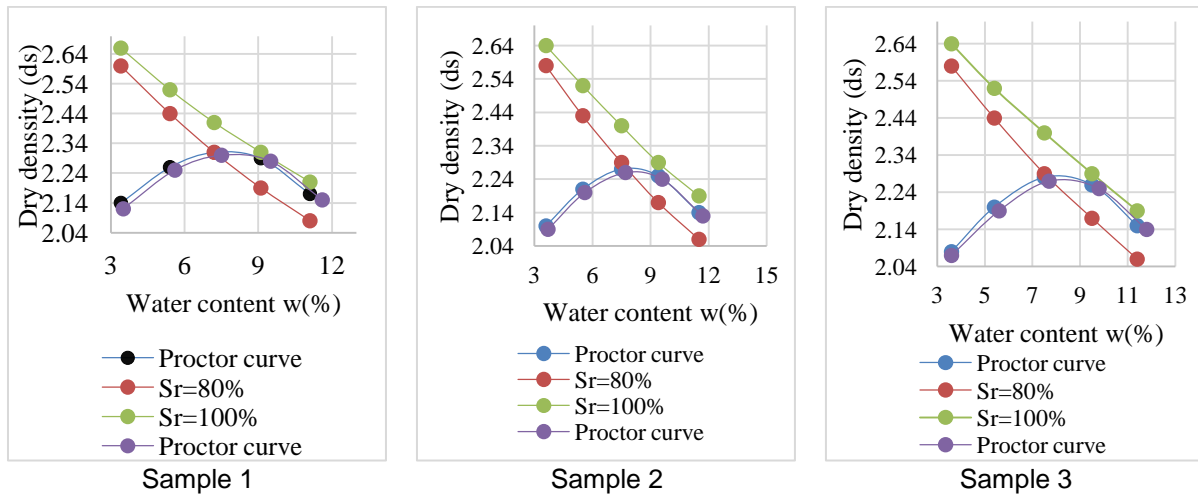 Dry denssity (ds)
2.64
2.54
2.44
2.34
2.24
2.14
2.04
3 6 9 12
Water content w(%)
Proctor curve
Sr=80%
Sr=100%
Proctor curve
Sample 1
Dry density (ds)
2.64
2.54
2.44
2.34
2.24
2.14
2.04
3 6 9 12 15
Water content w(%)
Proctor curve
Sr=80%
Sr=100%
Proctor curve
Sample 2
Dry density (ds)
2.64
2.54
2.44
2.34
2.24
2.14
2.04
3 5 7 9 11 13
Water content w(%)
Proctor curve
Sr=80%
Sr=100%
Proctor curve
Sample 3